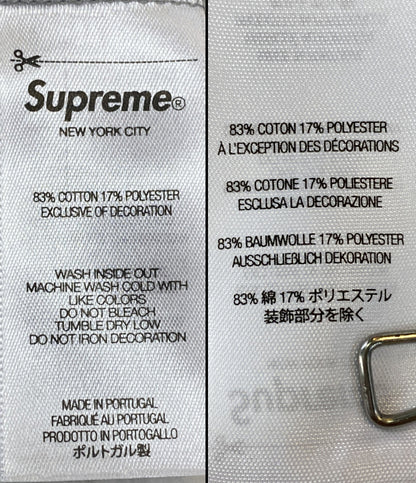 Supreme®
NEW YORK CITY
83% COTTON 17% POLYESTER
EXCLUSIVE OF DECORATION
WASH INSIDE OUT
MACHINE WASH COLD WITH
LIKE COLORS
DO NOT BLEACH
TUMBLE DRY LOW
DO NOT IRON DECORATION
MADE IN PORTUGAL
FABRIQUÉ AU PORTUGAL
PRODOTTO IN PORTOGALLO
ポルトガル製
83% COTON 17% POLYESTER
À L'EXCEPTION DES DÉCORATIONS
83% COTONE 17% POLIESTERE
ESCLUSA LA DECORAZIONE
83% BAUMWOLLE 17% POLYESTER
AUSSCHLIEßLICH DEKORATION
83% 綿 17% ポリエステル
装飾部分を除く